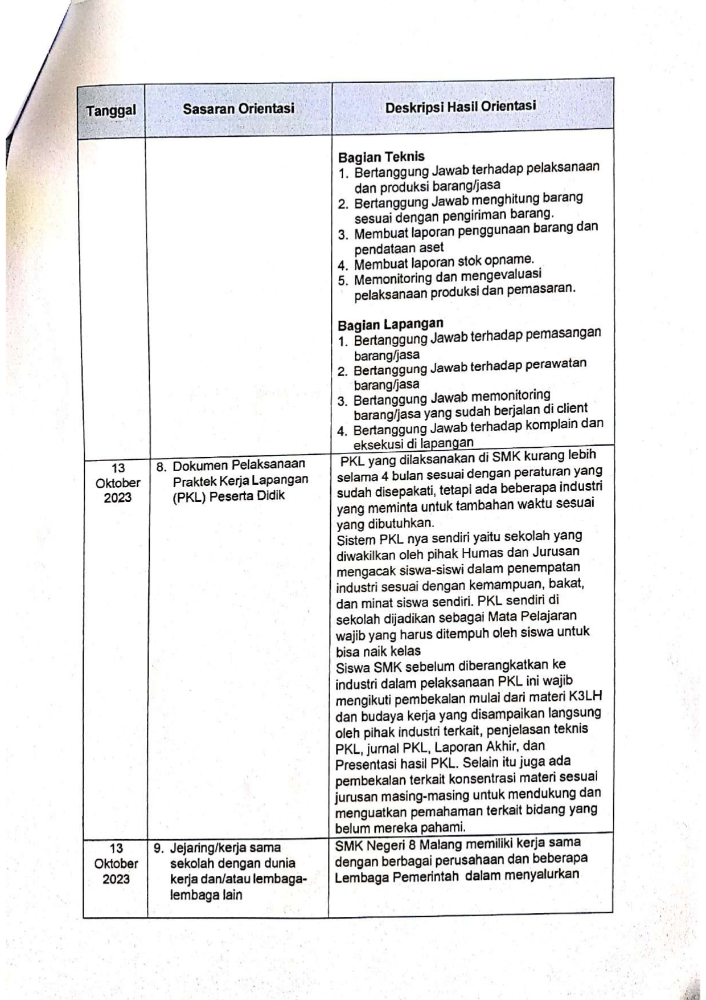 Tanggal
Sasaran Orientasi
Deskripsi Hasil Orientasi
Bagian Teknis
1. Bertanggung Jawab terhadap pelaksanaan
dan produksi barang/jasa
2. Bertanggung Jawab menghitung barang
sesuai dengan pengiriman barang.
3. Membuat laporan penggunaan barang dan
pendataan aset
4. Membuat laporan stok opname.
5. Memonitoring dan mengevaluasi
pelaksanaan produksi dan pemasaran.
Bagian Lapangan
1. Bertanggung Jawab terhadap pemasangan
barang/jasa
2. Bertanggung Jawab terhadap perawatan
barang/jasa
3. Bertanggung Jawab memonitoring
barang/jasa yang sudah berjalan di client
4. Bertanggung Jawab terhadap komplain dan
eksekusi di lapangan
13
Oktober
2023
8. Dokumen Pelaksanaan
Praktek Kerja Lapangan
(PKL) Peserta Didik
PKL yang dilaksanakan di SMK kurang lebih
selama 4 bulan sesuai dengan peraturan yang
sudah disepakati, tetapi ada beberapa industri
yang meminta untuk tambahan waktu sesuai
yang dibutuhkan.
Sistem PKL nya sendiri yaitu sekolah yang
diwakilkan oleh pihak Humas dan Jurusan
mengacak siswa-siswi dalam penempatan
industri sesuai dengan kemampuan, bakat,
dan minat siswa sendiri. PKL sendiri di
sekolah dijadikan sebagai Mata Pelajaran
wajib yang harus ditempuh oleh siswa untuk
bisa naik kelas
Siswa SMK sebelum diberangkatkan ke
industri dalam pelaksanaan PKL ini wajib
mengikuti pembekalan mulai dari materi K3LH
dan budaya kerja yang disampaikan langsung
oleh pihak industri terkait, penjelasan teknis
PKL, jurnal PKL, Laporan Akhir, dan
Presentasi hasil PKL. Selain itu juga ada
pembekalan terkait konsentrasi materi sesuai
jurusan masing-masing untuk mendukung dan
menguatkan pemahaman terkait bidang yang
belum mereka pahami.
13
Oktober
2023
9. Jejaring/kerja sama
sekolah dengan dunia
kerja dan/atau lembaga-
lembaga lain
SMK Negeri 8 Malang memiliki kerja sama
dengan berbagai perusahaan dan beberapa
Lembaga Pemerintah dalam menyalurkan